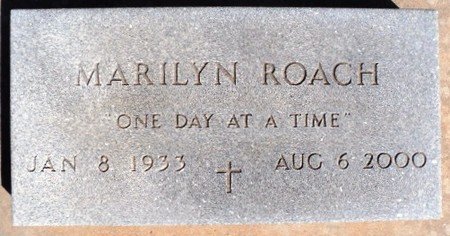 MARILYN ROACH
"ONE DAY AT A TIME"
JAN 8 1933 AUG 6 2000